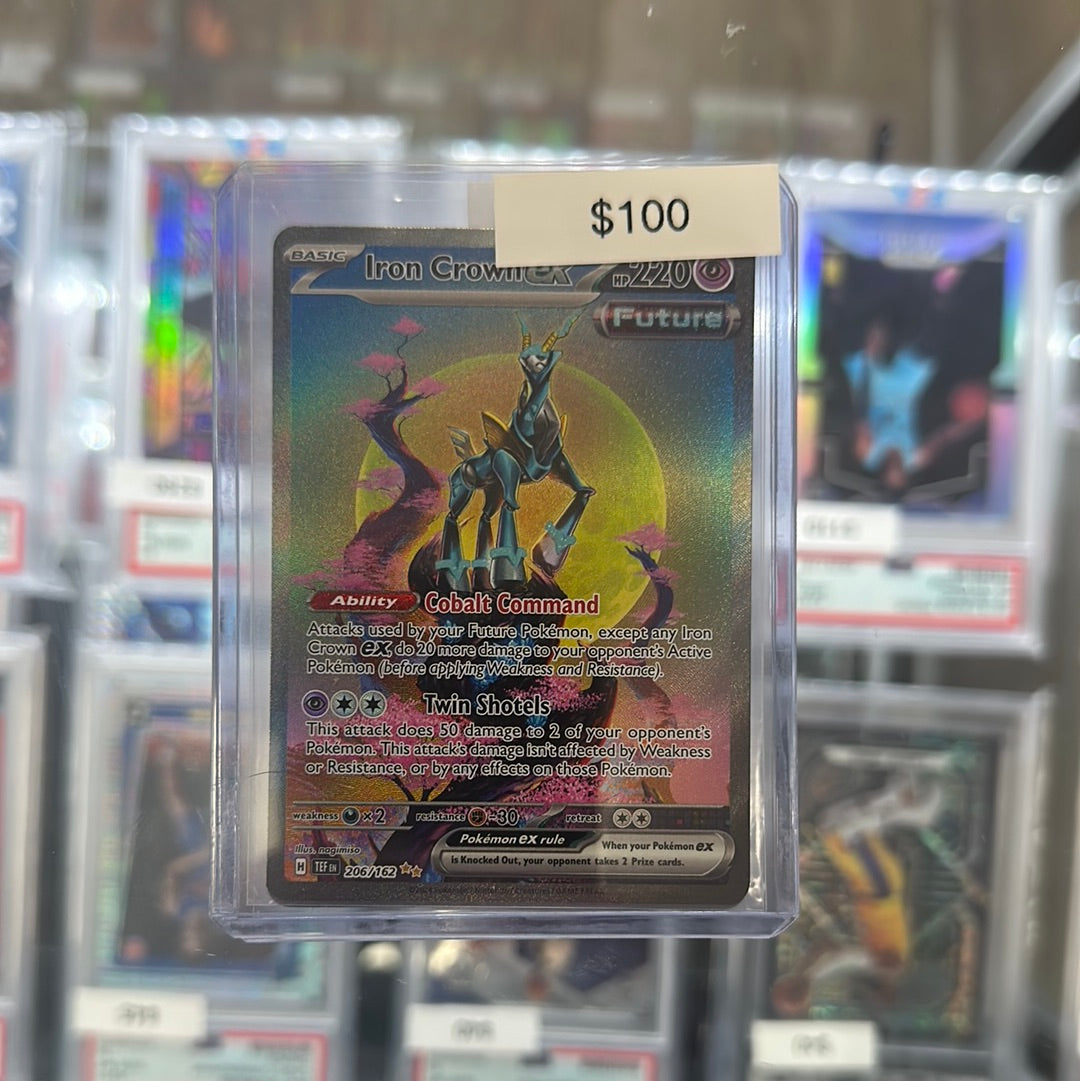 $100
BASIC Iron Crown ex HP 220
Future
Ability Cobalt Command
Attacks used by your Future Pokémon, except any Iron
Crown ex do 20 more damage to your opponent's Active
Pokémon (before applying Weakness and Resistance).
Twin Shotels
This attack does 50 damage to 2 of your opponent's
Pokémon. This attack's damage isn't affected by Weakness
or Resistance, or by any effects on those Pokémon.
weakness ×2 resistance -30 retreat
Pokémon ex rule
When your Pokémon ex
is Knocked Out, your opponent takes 2 Prize cards.
Illus. nagimiso
H TEF EN 206/162